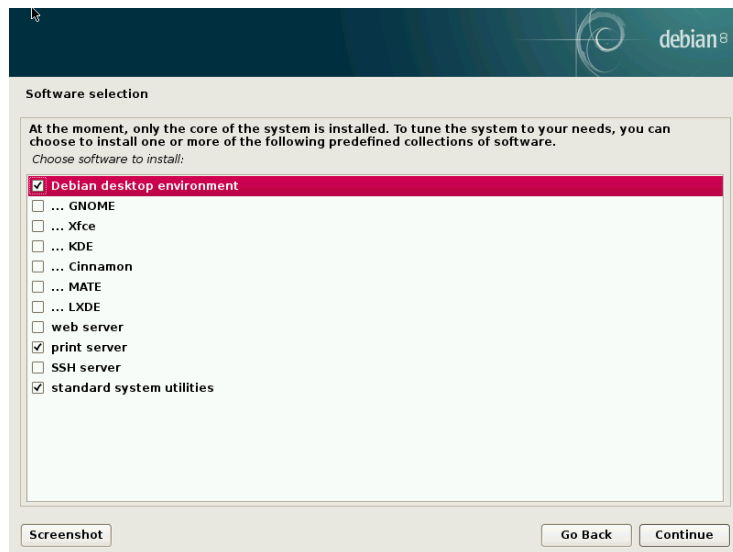 debian 8
Software selection
At the moment, only the core of the system is installed. To tune the system to your needs, you can
choose to install one or more of the following predefined collections of software.
Choose software to install:
Debian desktop environment
... GNOME
... Xfce
... KDE
... Cinnamon
... MATE
... LXDE
web server
print server
SSH server
standard system utilities
Screenshot
Go Back
Continue